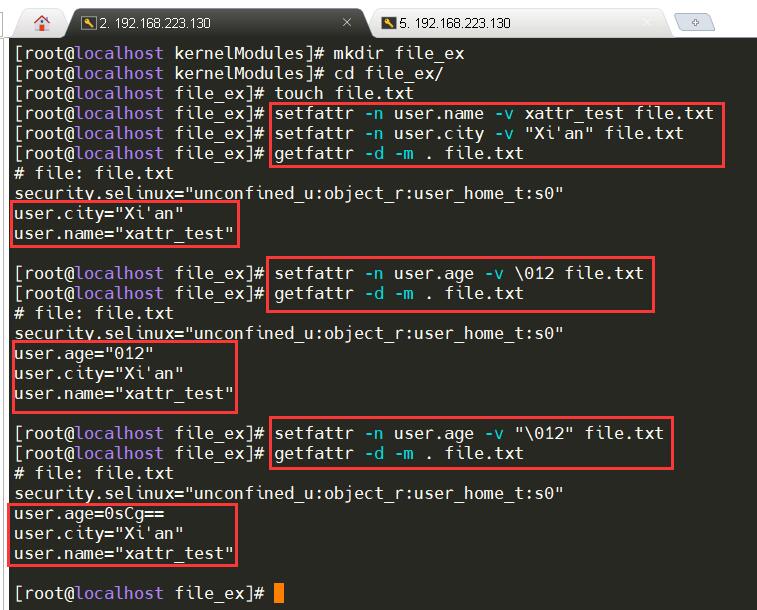 2. 192.168.223.130
5. 192.168.223.130
[root@localhost kernelModules]# mkdir file_ex
[root@localhost kernelModules]# cd file_ex/
[root@localhost file_ex]# touch file.txt
[root@localhost file_ex]# setfattr -n user.name -v xattr_test file.txt
[root@localhost file_ex]# setfattr -n user.city -v "Xi'an" file.txt
[root@localhost file_ex]# getfattr -d -m . file.txt
# file: file.txt
security.selinux="unconfined_u:object_r:user_home_t:s0"
user.city="Xi'an"
user.name="xattr_test"
[root@localhost file_ex]# setfattr -n user.age -v \012 file.txt
[root@localhost file_ex]# getfattr -d -m . file.txt
# file: file.txt
security.selinux="unconfined_u:object_r:user_home_t:s0"
user.age="012"
user.city="Xi'an"
user.name="xattr_test"
[root@localhost file_ex]# setfattr -n user.age -v "\012" file.txt
[root@localhost file_ex]# getfattr -d -m . file.txt
# file: file.txt
security.selinux="unconfined_u:object_r:user_home_t:s0"
user.age=0sCg==
user.city="Xi'an"
user.name="xattr_test"
[root@localhost file_ex]#